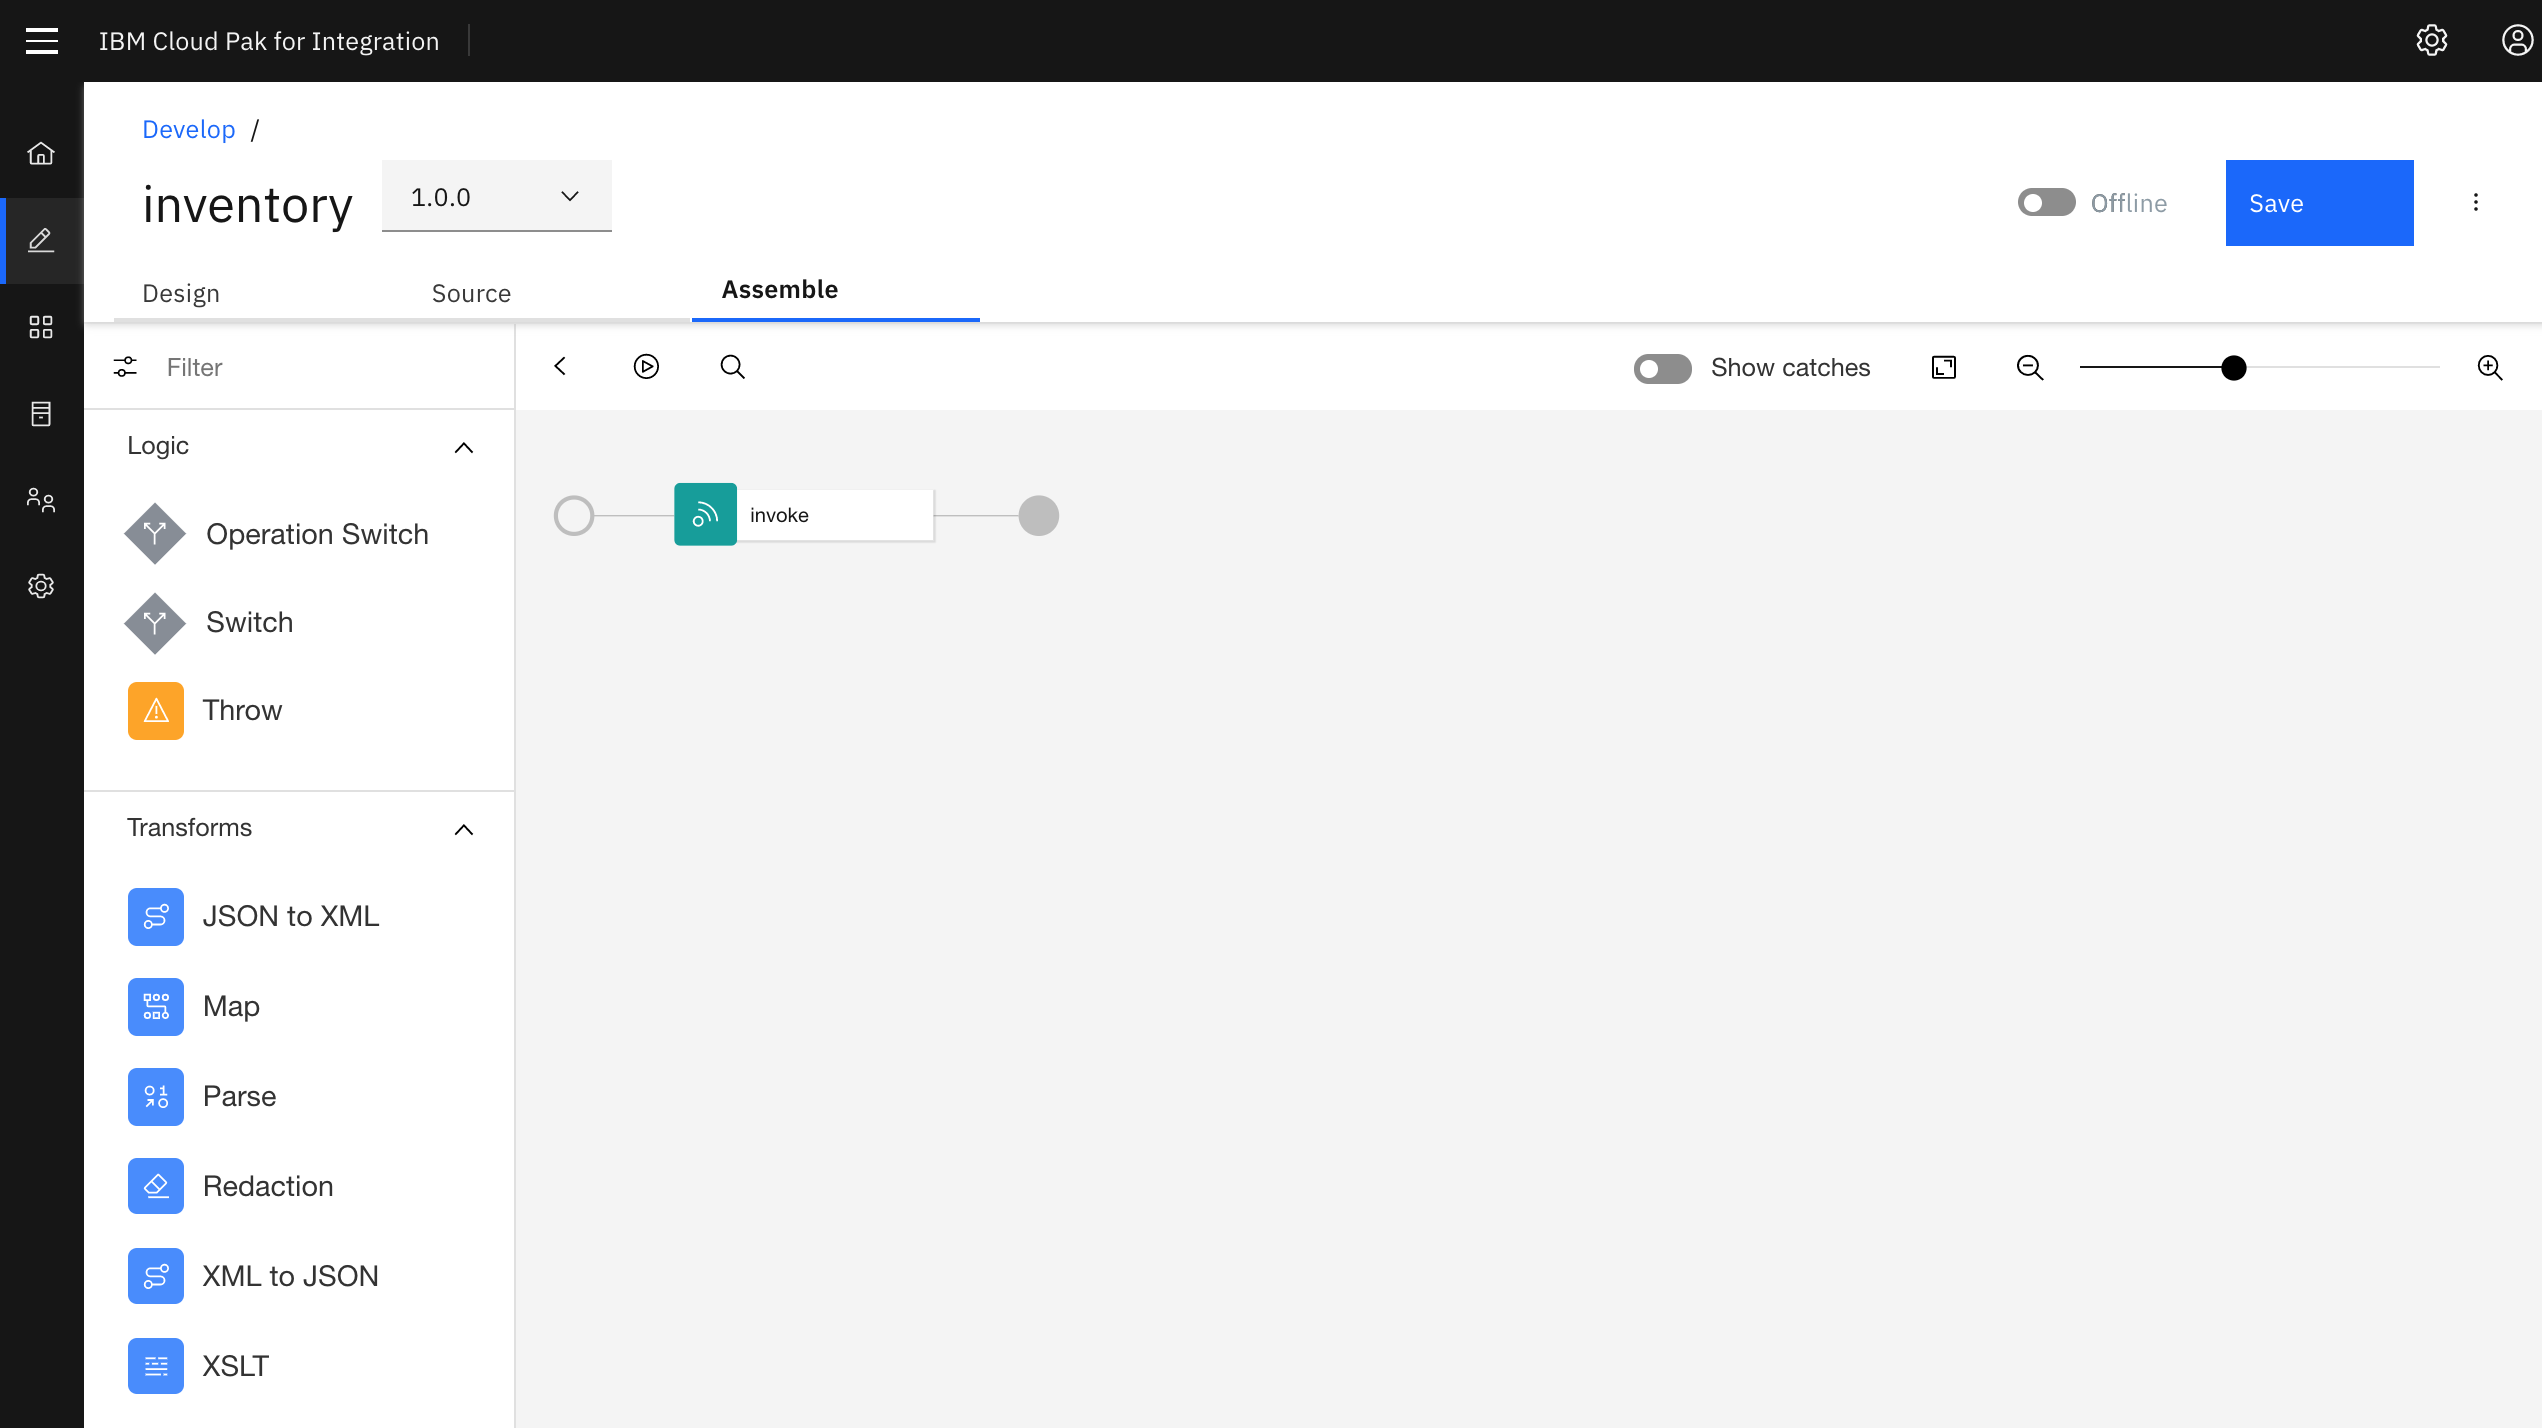 IBM Cloud Pak for Integration
Develop /
inventory
1.0.0
Offline
Save
Design
Source
Assemble
Filter
Show catches
Logic
Operation Switch
Switch
Throw
invoke
Transforms
JSON to XML
Map
Parse
Redaction
XML to JSON
XSLT